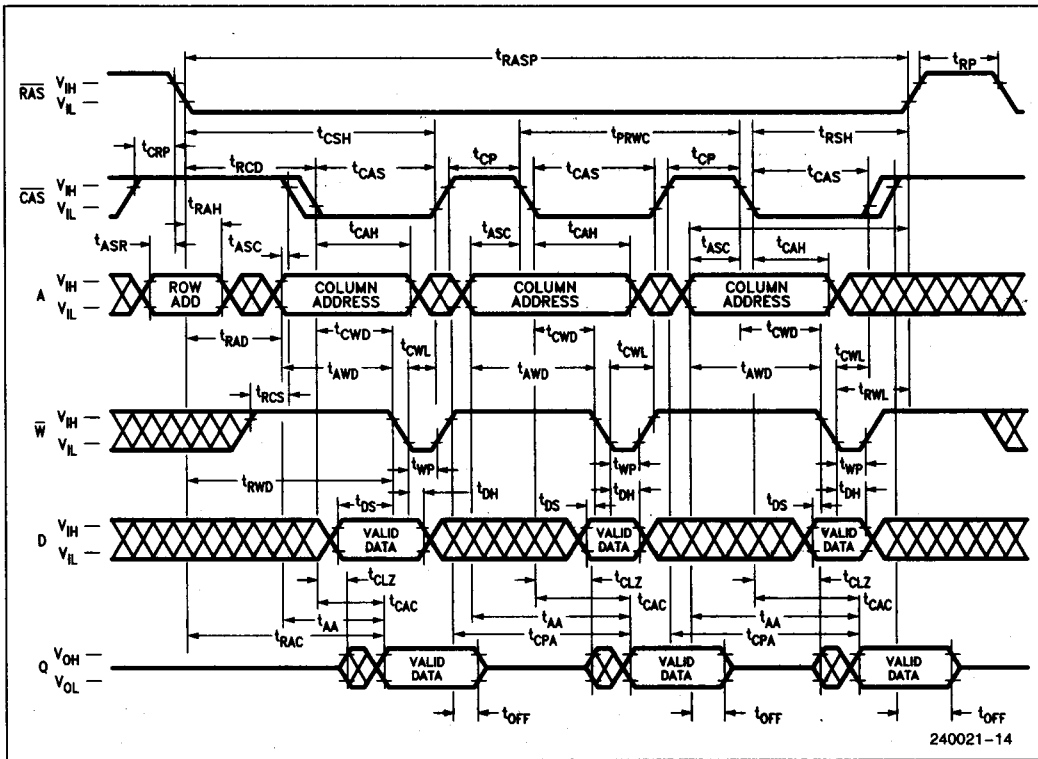 tRASP tRP
RAS VIH VIL
tCSH tPRWC tRSH
tCRP tRCD tCAS tCP tCAS tCP tCAS
CAS VIH VIL
tRAH
tASR tASC tCAH tASC tCAH tASC tCAH
A VIH VIL ROW ADD COLUMN ADDRESS COLUMN ADDRESS COLUMN ADDRESS
tRAD tCWD tCWL tCWD tCWL tCWD tCWL
tAWD tAWD tAWD
tRCS tRWL
W VIH VIL
tWP tWP tWP
tRWD tDS tDH tDS tDH tDS tDH
D VIH VIL VALID DATA VALID DATA VALID DATA
tCLZ tCLZ tCLZ
tCAC tCAC tCAC
tAA tAA tAA
tRAC tCPA tCPA
Q VOH VOL VALID DATA VALID DATA VALID DATA
tOFF tOFF tOFF
240021-14